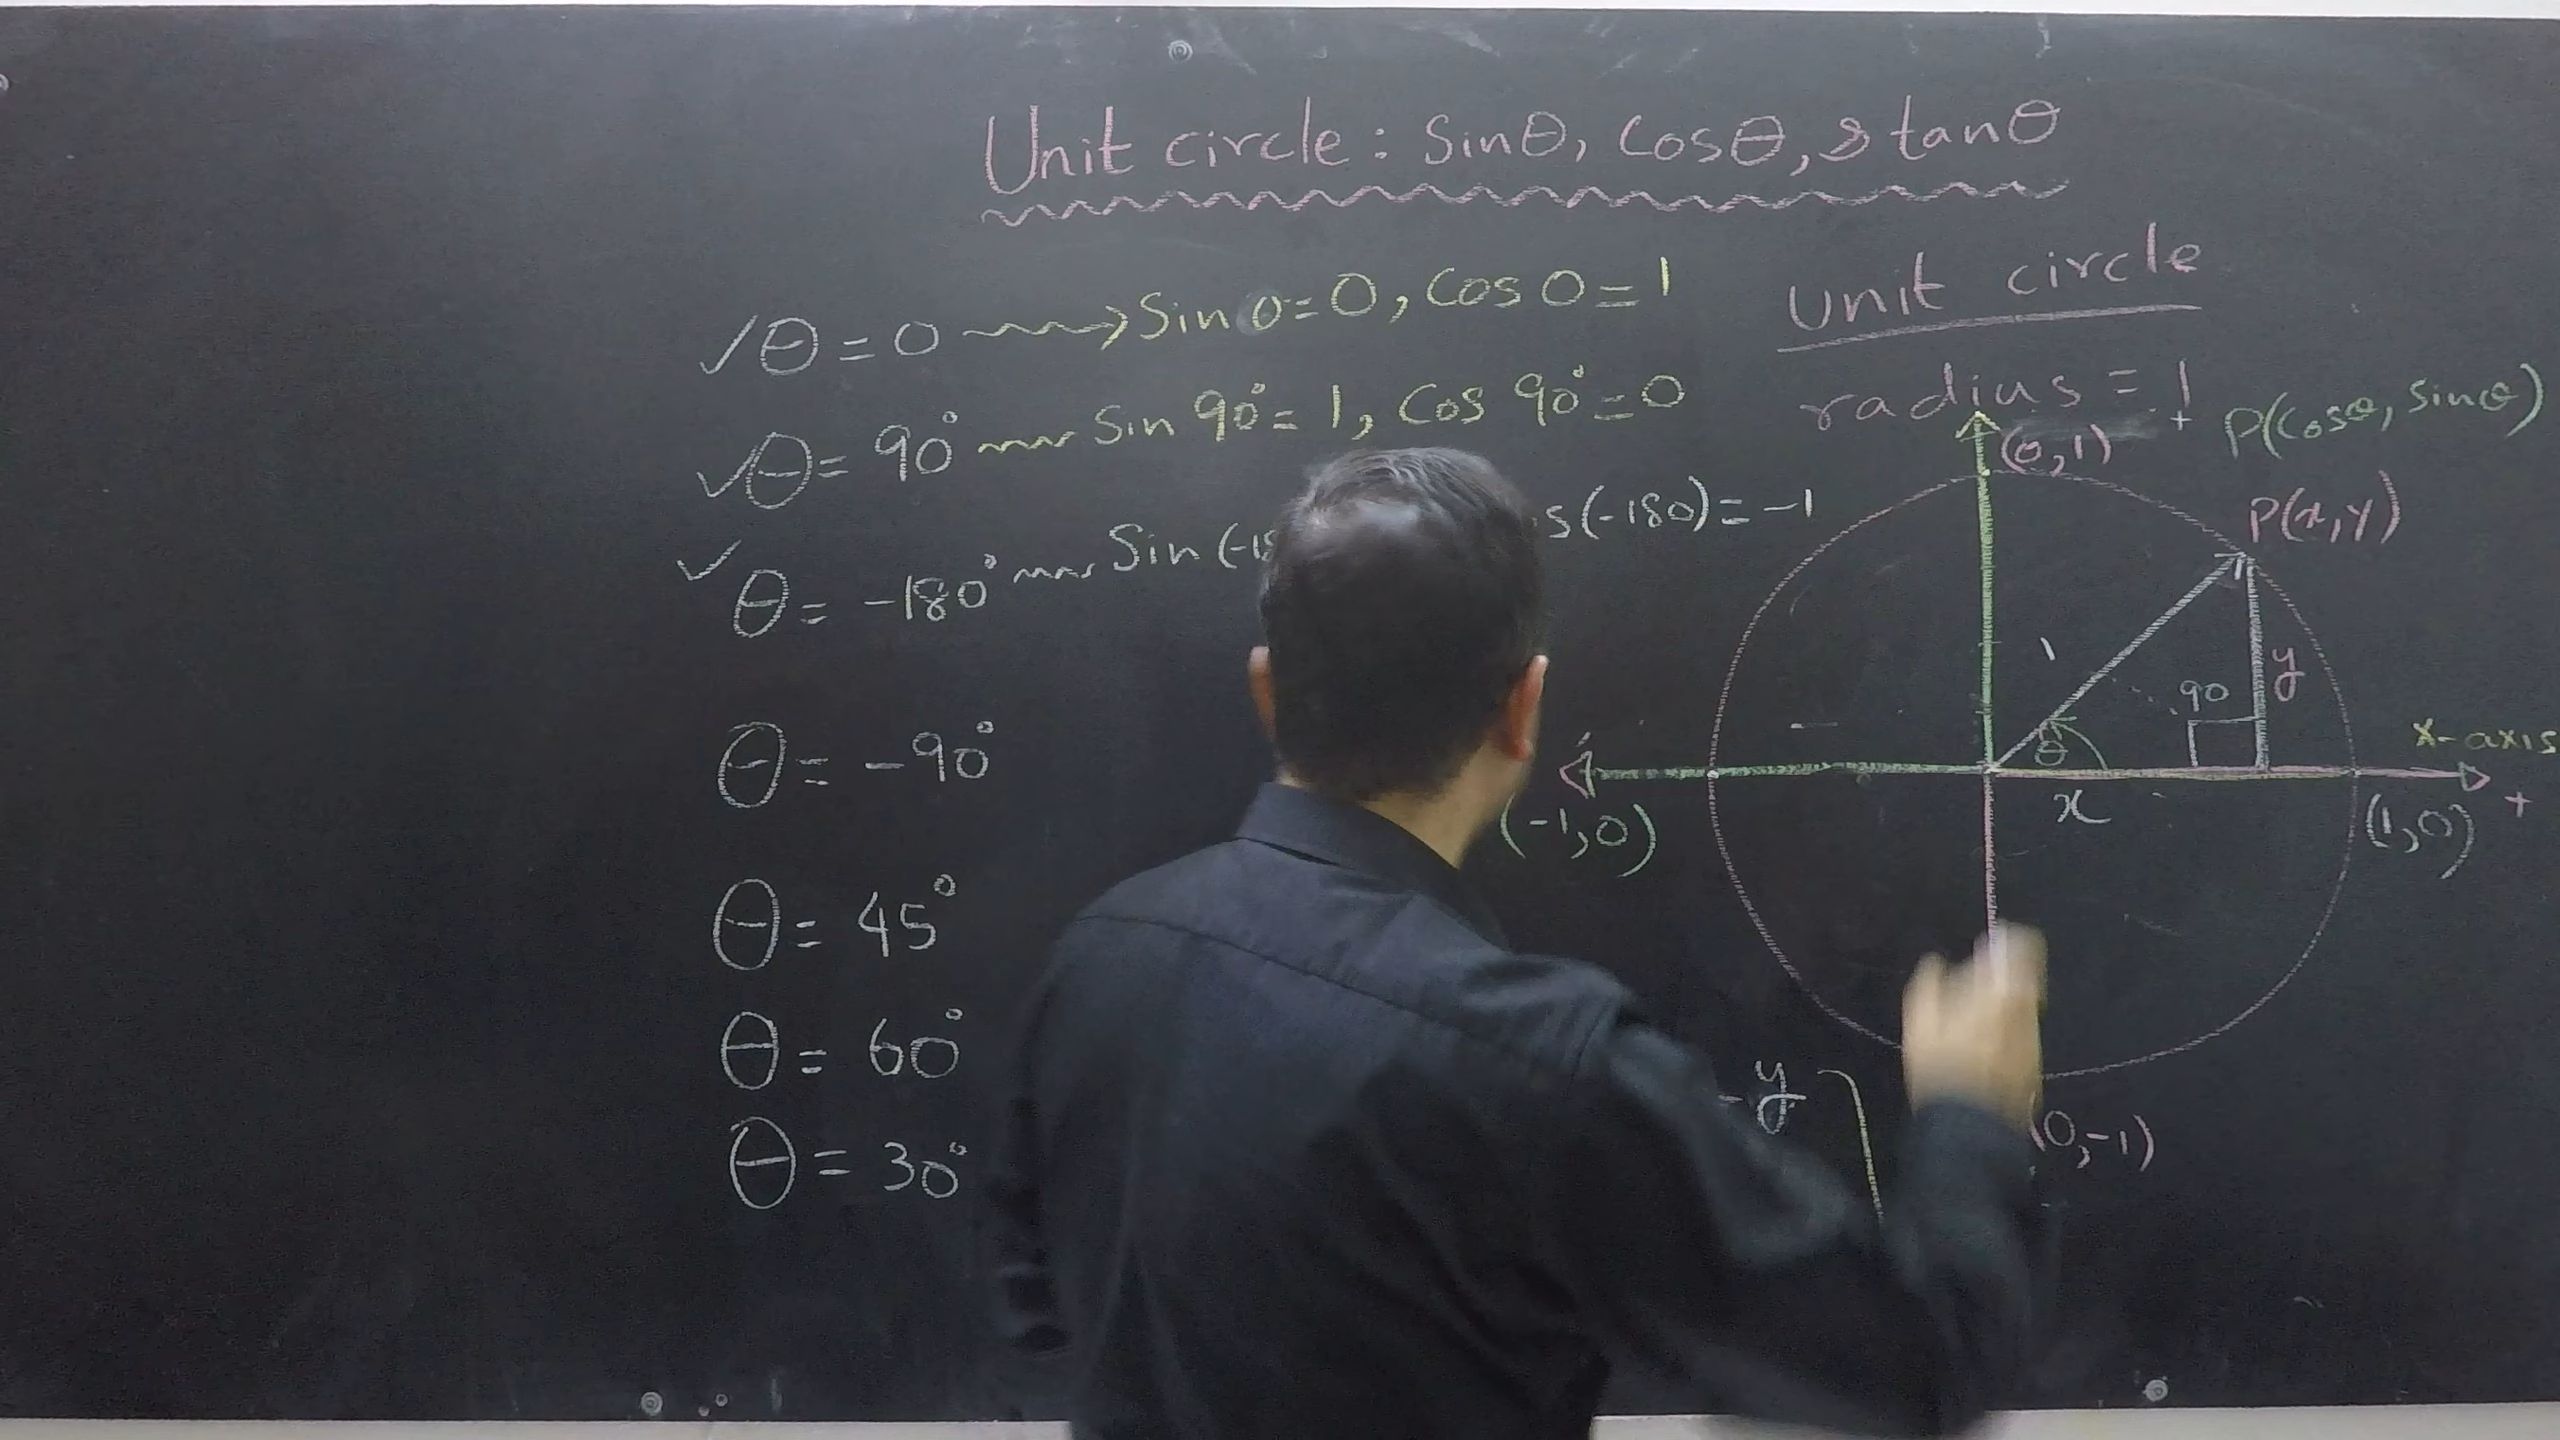 Unit circle: Sinθ, Cosθ, & tanθ
✓θ = 0 ⟿ Sin 0 = 0, Cos 0 = 1
✓θ = 90° Sin 90° = 1, Cos 90° = 0
✓θ = -180° Sin (-18 s(-180) = -1
θ = -90°
θ = 45°
θ = 60°
θ = 30°
Unit circle
radius = 1
+
P(Cosθ, Sinθ)
(0,1)
P(x,y)
1
y
90
θ
-
x-axis
x
(-1,0)
(1,0)
+
y
(0,-1)